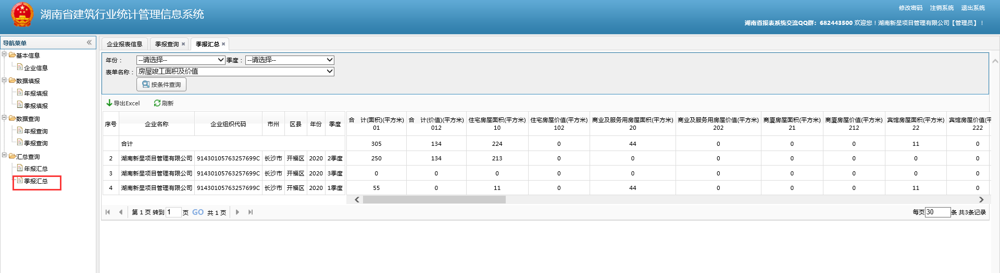 湖南省建筑行业统计管理信息系统
修改密码 注销系统 退出系统
湖南省报表系统交流QQ群：682443500 欢迎您！湖南新星项目管理有限公司【管理员】！
导航菜单
基本信息
企业信息
数据填报
年报填报
季报填报
数据查询
年报查询
季报查询
汇总查询
年报汇总
季报汇总
企业报表信息 季报查询 季报汇总
年份： --请选择-- 季度： --请选择--
表单名称： 房屋竣工面积及价值
按条件查询
导出Excel 刷新
序号 企业名称 企业组织代码 市州 区县 年份 季度 合 计(面积)(平方米) 合 计(价值)(平方米) 住宅房屋面积(平方米) 住宅房屋价值(平方米) 商业及服务用房屋面积(平方米) 商业及服务用房屋价值(平方米) 商厦房屋面积(平方米) 商厦房屋价值(平方米) 宾馆房屋面积(平方米) 宾馆房屋价值(平
01 012 10 102 20 202 21 212 22 222
合计 305 134 224 0 44 0 0 0 11 0
2 湖南新星项目管理有限公司 91430105763257699C 长沙市 开福区 2020 2季度 250 134 213 0 0 0 0 0 0 0
3 湖南新星项目管理有限公司 91430105763257699C 长沙市 开福区 2020 3季度 0 0 0 0 0 0 0 0 0 0
4 湖南新星项目管理有限公司 91430105763257699C 长沙市 开福区 2020 1季度 55 0 11 0 44 0 0 0 11 0
第 1 页 转到 1 页 GO 共 1 页 每页 30 条 共3条记录